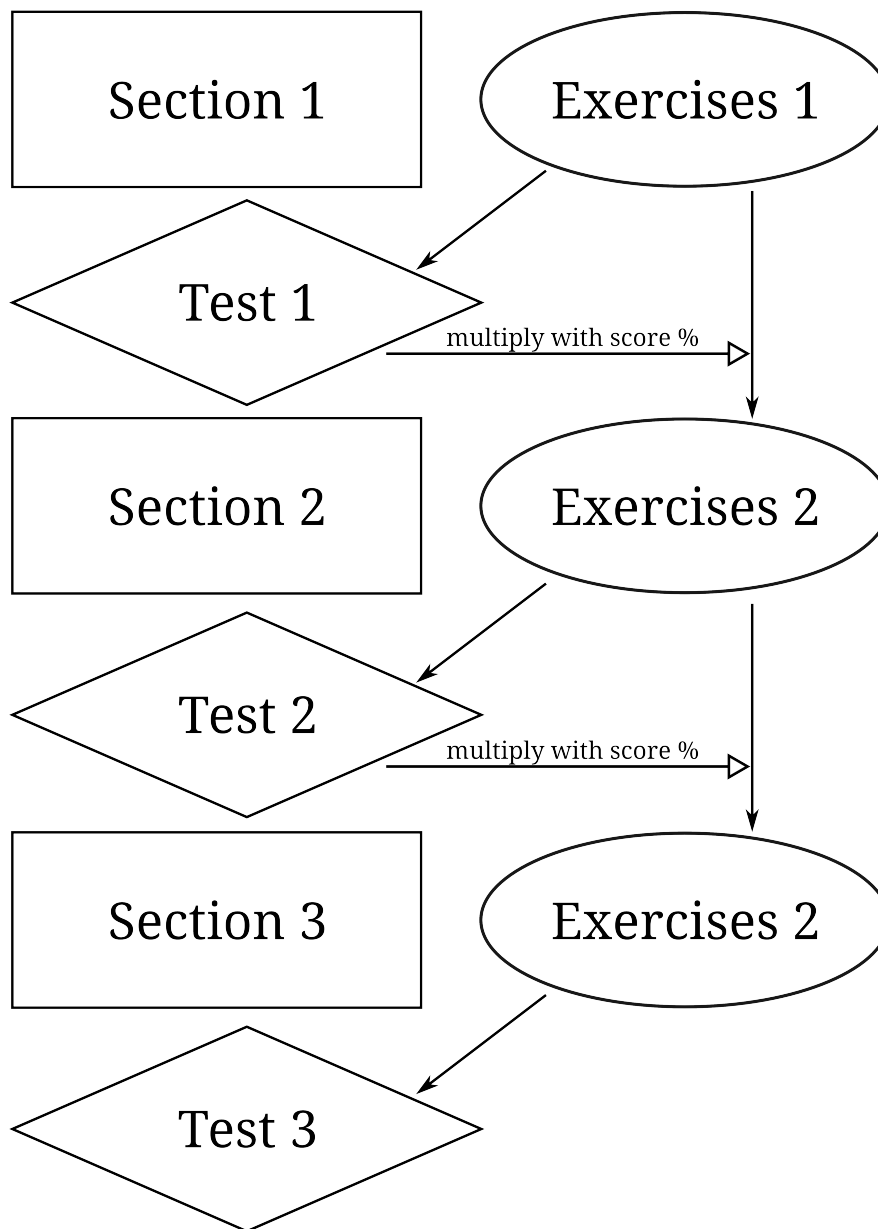 Section 1
Exercises 1
Test 1
multiply with score %
Section 2
Exercises 2
Test 2
multiply with score %
Section 3
Exercises 2
Test 3